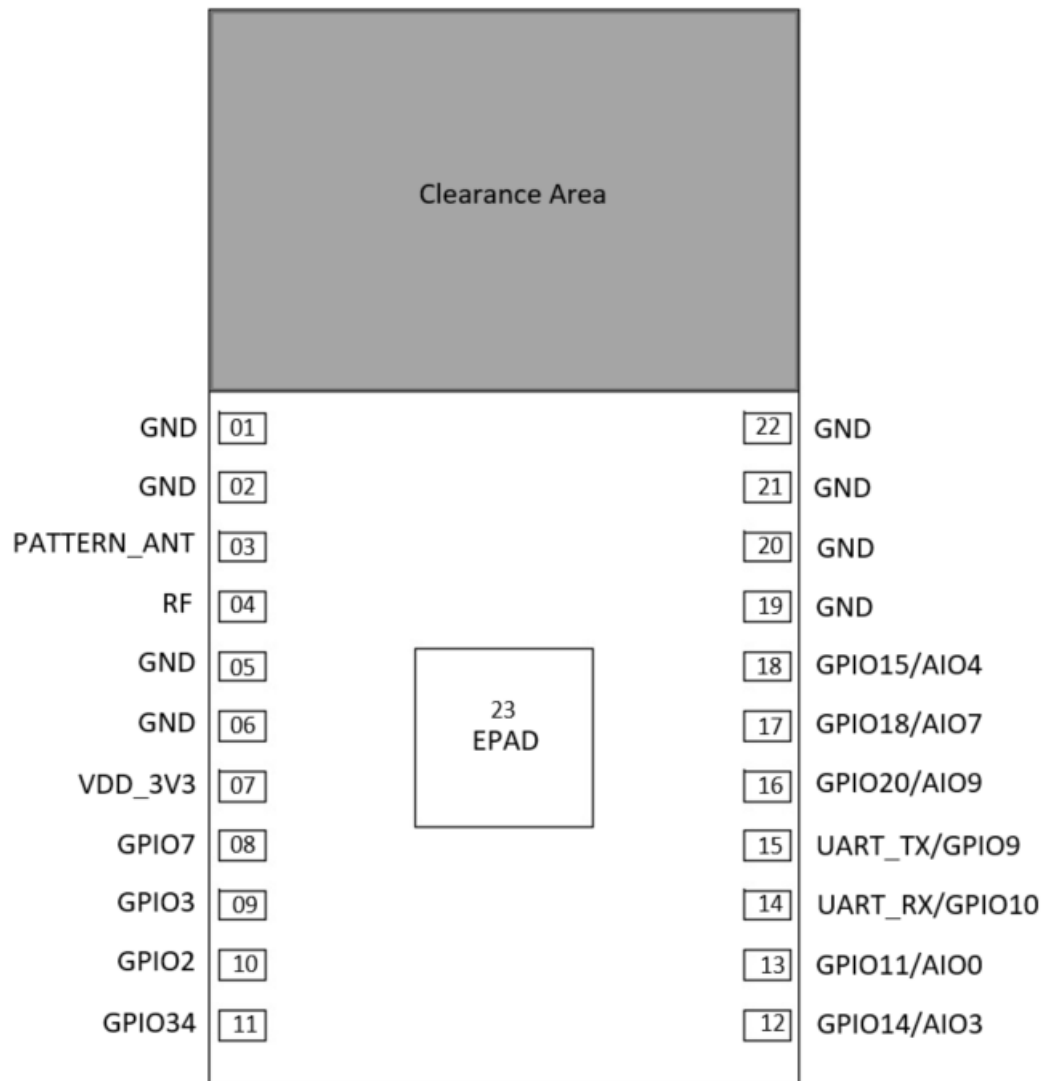 Clearance Area
GND 01 22 GND
GND 02 21 GND
PATTERN_ANT 03 20 GND
RF 04 19 GND
GND 05 18 GPIO15/AIO4
23
GND 06 17 GPIO18/AIO7
EPAD
VDD_3V3 07 16 GPIO20/AIO9
GPIO7 08 15 UART_TX/GPIO9
GPIO3 09 14 UART_RX/GPIO10
GPIO2 10 13 GPIO11/AIO0
GPIO34 11 12 GPIO14/AIO3